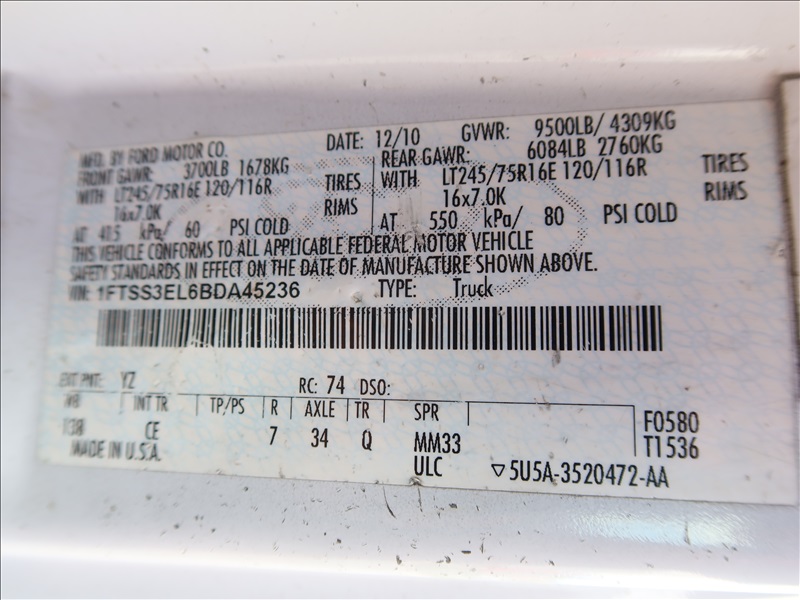 MFD. BY FORD MOTOR CO. DATE: 12/10 GVWR: 9500LB/ 4309KG
FRONT GAWR: 3700LB 1678KG REAR GAWR: 6084LB 2760KG
WITH LT245/75R16E 120/116R TIRES WITH LT245/75R16E 120/116R TIRES
16x7.0K RIMS 16x7.0K RIMS
AT 415 kPa/ 60 PSI COLD AT 550 kPa/ 80 PSI COLD
THIS VEHICLE CONFORMS TO ALL APPLICABLE FEDERAL MOTOR VEHICLE
SAFETY STANDARDS IN EFFECT ON THE DATE OF MANUFACTURE SHOWN ABOVE.
VIN: 1FTSS3EL6BDA45236 TYPE: Truck
EXT PNT: YZ RC: 74 DSO:
WB INT TR TP/PS R AXLE TR SPR F0580
138 CE 7 34 Q MM33 T1536
MADE IN U.S.A. ULC ▽5U5A-3520472-AA